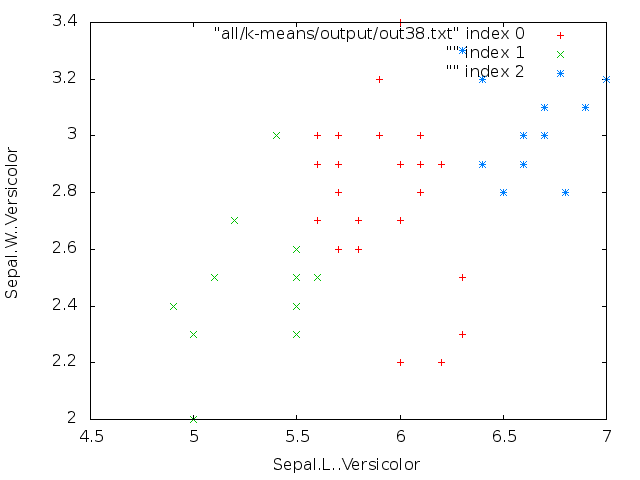 3.4
"all/k-means/output/out38.txt" index 0
""index 1
"" index 2
3.2
3
2.8
2.6
2.4
2.2
2
4.5 5 5.5 6 6.5 7
Sepal.W..Versicolor
Sepal.L..Versicolor